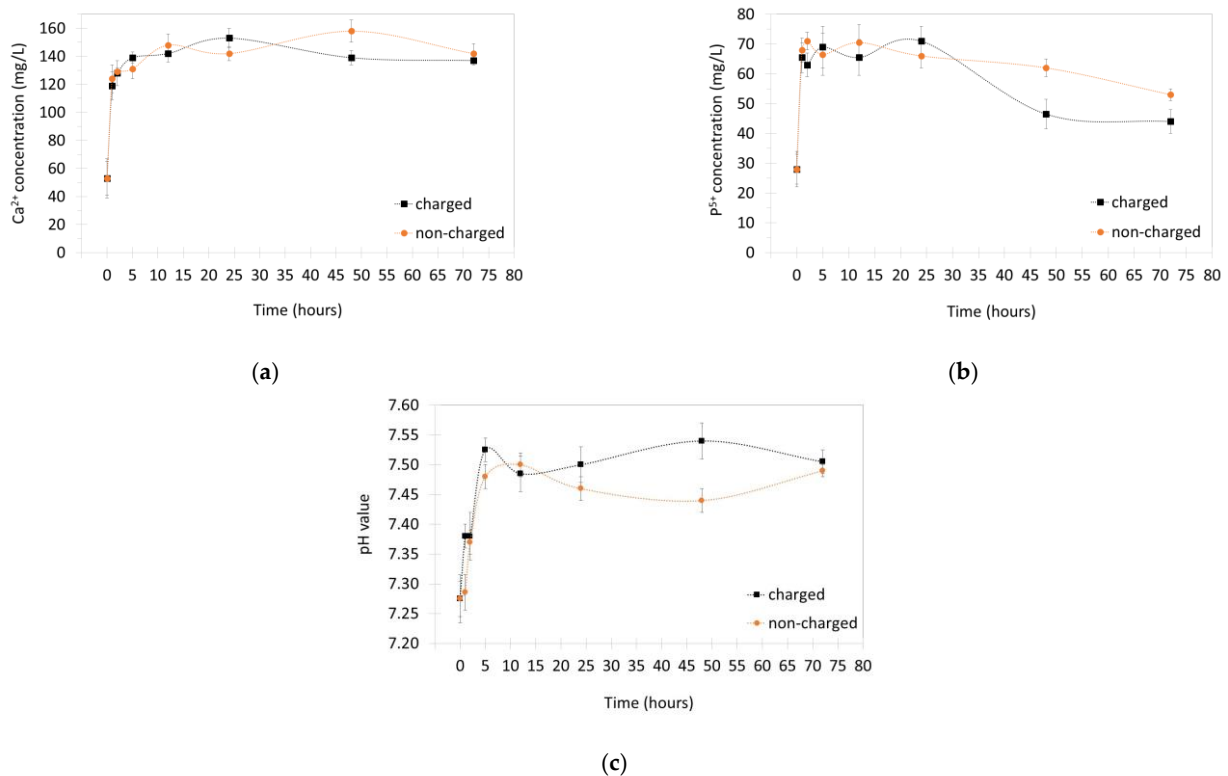 160
140
120
100
80
60
40
20
0
Ca²⁺ concentration (mg/L)
charged
non-charged
0 5 10 15 20 25 30 35 40 45 50 55 60 65 70 75 80
Time (hours)
(a)
80
70
60
50
40
30
20
10
0
P⁵⁺ concentration (mg/L)
charged
non-charged
0 5 10 15 20 25 30 35 40 45 50 55 60 65 70 75 80
Time (hours)
(b)
7.60
7.55
7.50
7.45
7.40
7.35
7.30
7.25
7.20
pH value
charged
non-charged
0 5 10 15 20 25 30 35 40 45 50 55 60 65 70 75 80
Time (hours)
(c)